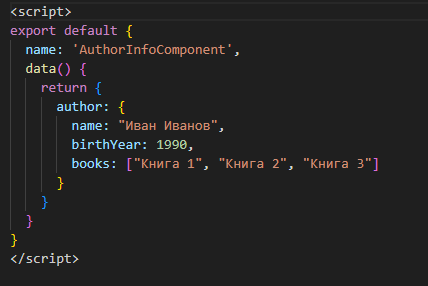 <script>
export default {
  name: 'AuthorInfoComponent',
  data() {
    return {
      author: {
        name: "Иван Иванов",
        birthYear: 1990,
        books: ["Книга 1", "Книга 2", "Книга 3"]
      }
    }
  }
}
</script>